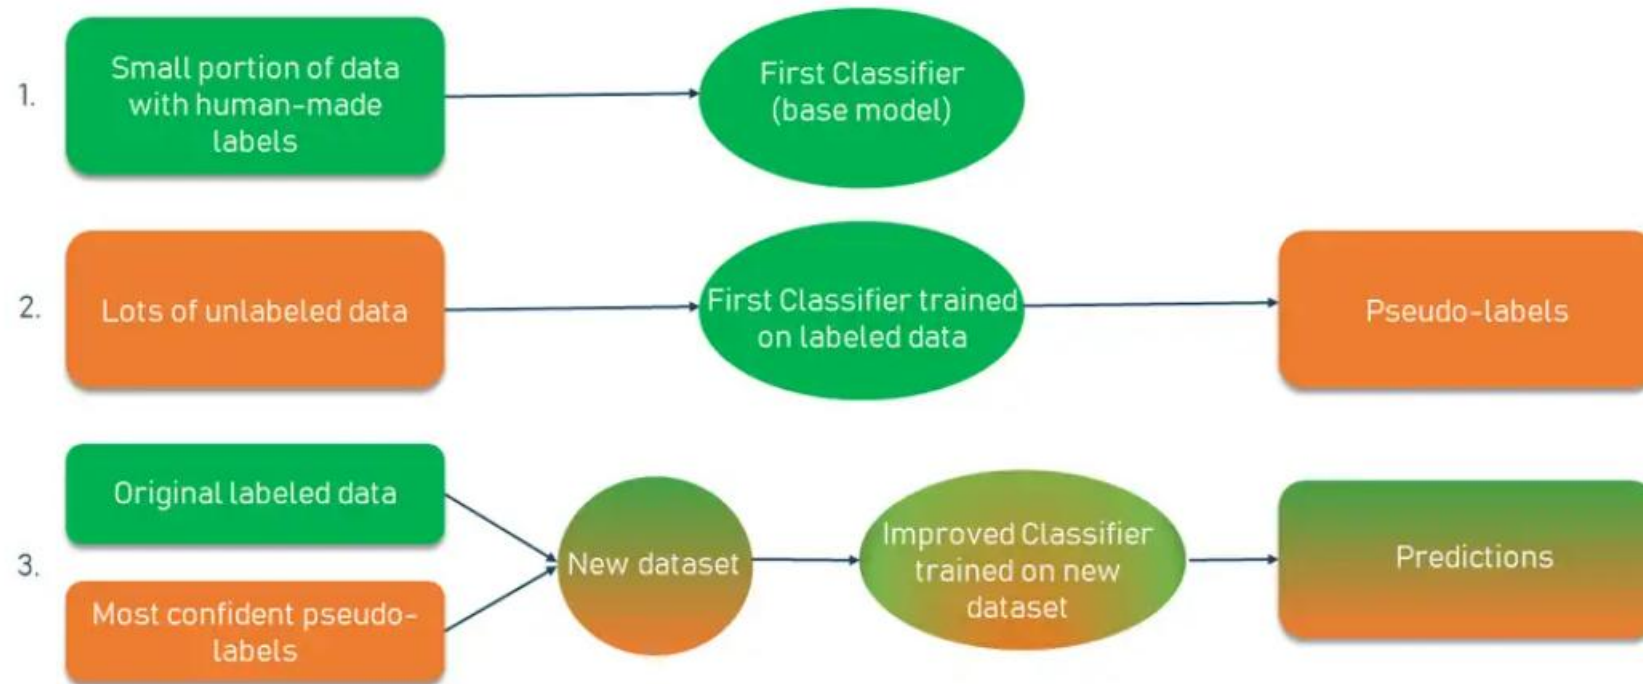 1.
Small portion of data
with human-made
labels
First Classifier
(base model)
2.
Lots of unlabeled data
First Classifier trained
on labeled data
Pseudo-labels
3.
Original labeled data
Most confident pseudo-
labels
New dataset
Improved Classifier
trained on new
dataset
Predictions